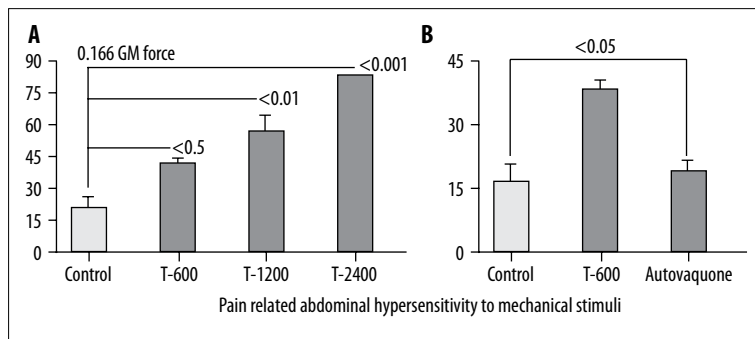 A
0.166 GM force
90
75
60
45
30
15
0
<0.001
<0.01
<0.5
Control T-600 T-1200 T-2400
B
45
30
15
0
<0.05
Control T-600 Autovaquone
Pain related abdominal hypersensitivity to mechanical stimuli